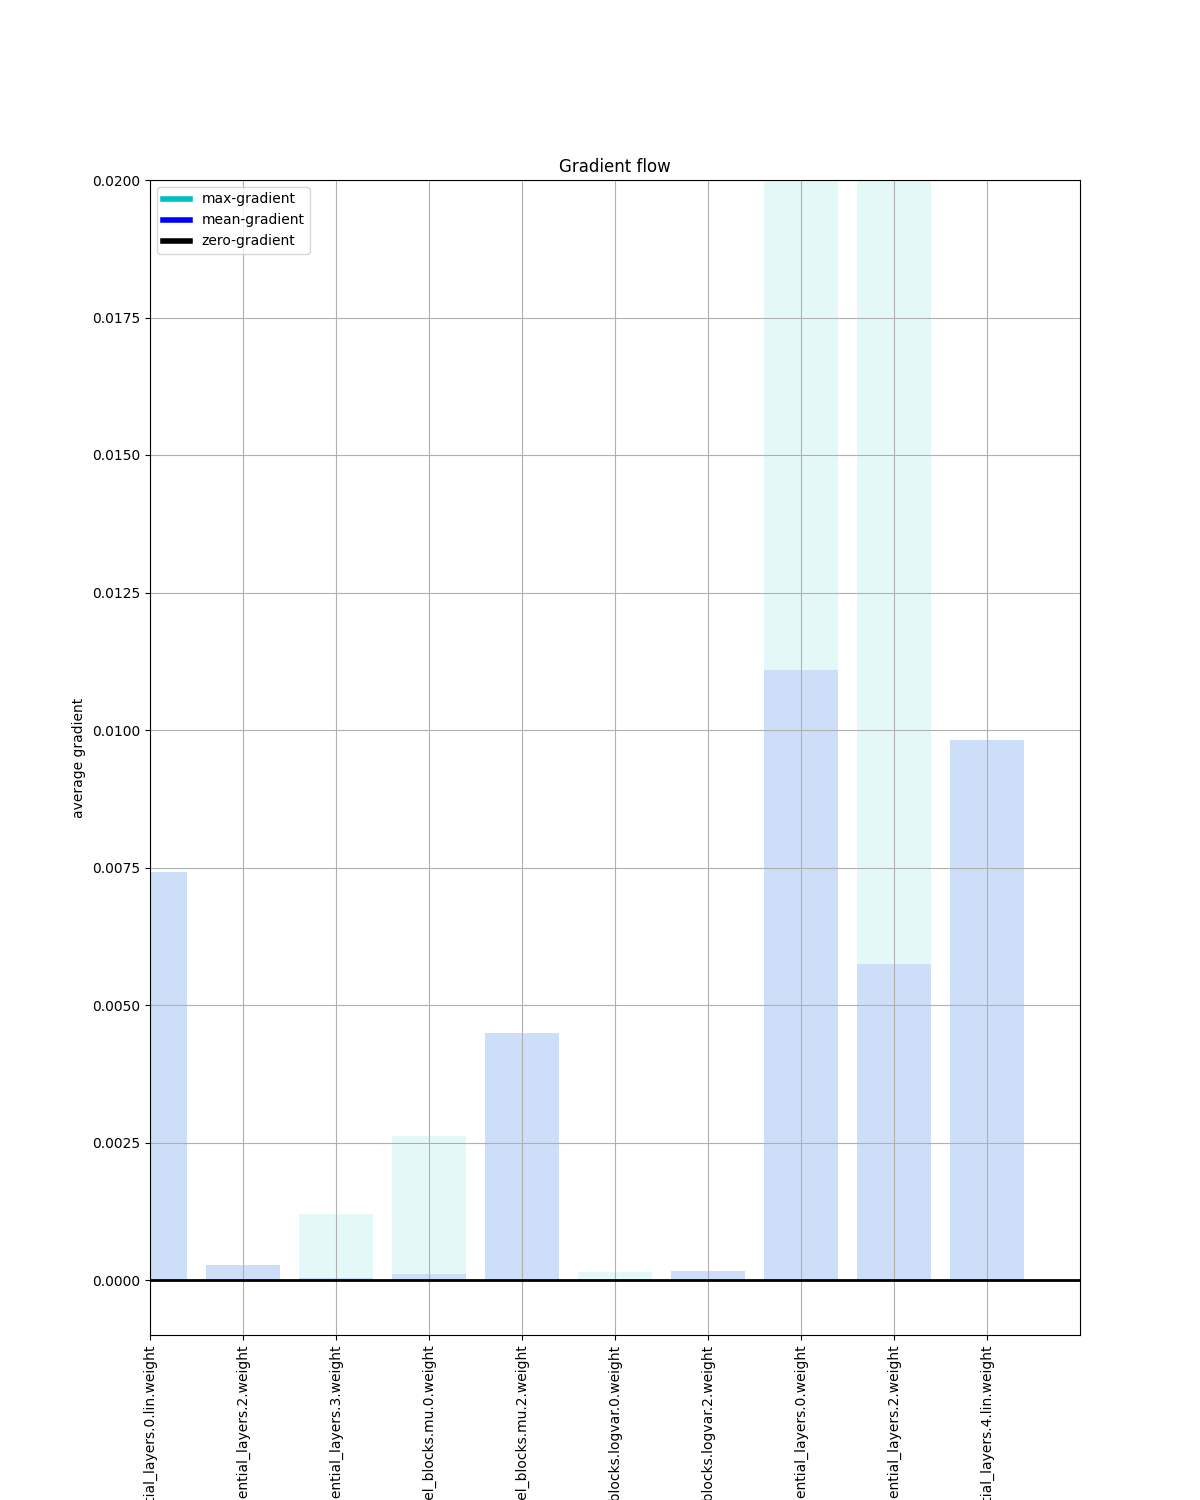 Gradient flow
max-gradient
mean-gradient
zero-gradient
average gradient
0.0200
0.0175
0.0150
0.0125
0.0100
0.0075
0.0050
0.0025
0.0000
tial_layers.0.lin.weight
ential_layers.2.weight
ential_layers.3.weight
el_blocks.mu.0.weight
el_blocks.mu.2.weight
blocks.logvar.0.weight
blocks.logvar.2.weight
ential_layers.0.weight
ential_layers.2.weight
tial_layers.4.lin.weight